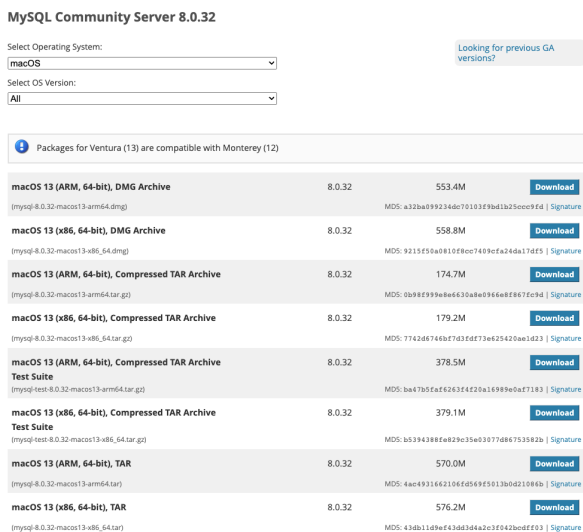 MySQL Community Server 8.0.32
Select Operating System:
Looking for previous GA
versions?
macOS
Select OS Version:
All
Packages for Ventura (13) are compatible with Monterey (12)
macOS 13 (ARM, 64-bit), DMG Archive 8.0.32 553.4M Download
(mysql-8.0.32-macos13-arm64.dmg) MD5: a32ba099234dc70103f9bd1b25ccc9fd | Signature
macOS 13 (x86, 64-bit), DMG Archive 8.0.32 558.8M Download
(mysql-8.0.32-macos13-x86_64.dmg) MD5: 9215f50a0810f8cc7409cfa24da17df5 | Signature
macOS 13 (ARM, 64-bit), Compressed TAR Archive 8.0.32 174.7M Download
(mysql-8.0.32-macos13-arm64.tar.gz) MD5: 0b98f999e8e6630a8e0966e8f867fc9d | Signature
macOS 13 (x86, 64-bit), Compressed TAR Archive 8.0.32 179.2M Download
(mysql-8.0.32-macos13-x86_64.tar.gz) MD5: 7742d6746bf7d3fdf73e625420ae1d23 | Signature
macOS 13 (ARM, 64-bit), Compressed TAR Archive 8.0.32 378.5M Download
Test Suite
(mysql-test-8.0.32-macos13-arm64.tar.gz) MD5: ba47b5faf6263f4f20a16989e0af7183 | Signature
macOS 13 (x86, 64-bit), Compressed TAR Archive 8.0.32 379.1M Download
Test Suite
(mysql-test-8.0.32-macos13-x86_64.tar.gz) MD5: b5394388fe829c35e03077d86753582b | Signature
macOS 13 (ARM, 64-bit), TAR 8.0.32 570.0M Download
(mysql-8.0.32-macos13-arm64.tar) MD5: 4ac4931662106fd569f5013b0d21086b | Signature
macOS 13 (x86, 64-bit), TAR 8.0.32 576.2M Download
(mysql-8.0.32-macos13-x86_64.tar) MD5: 43db11d9ef43dd3d4a2c3f042bcdff03 | Signature